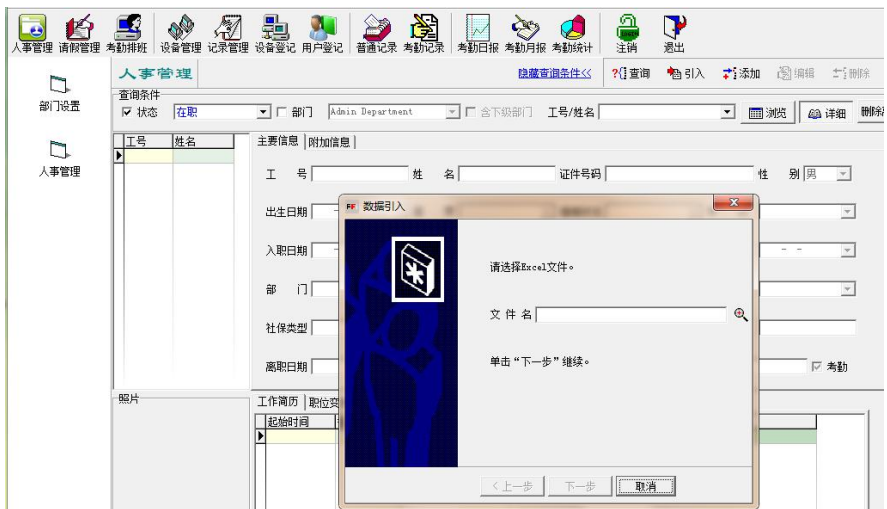 人事管理 请假管理 考勤排班 设备管理 记录管理 设备登记 用户登记 普通记录 考勤记录 考勤日报 考勤月报 考勤统计 注销 退出
人事管理 隐藏查询条件<< ?{}查询 引入 添加 编辑 删除
部门设置
人事管理
查询条件
状态 在职 部门 Admin Department 含下级部门 工号/姓名 浏览 详细
工号 姓名
主要信息 附加信息
工 号 姓 名 证件号码 性 别 男
出生日期
入职日期 - -
部 门
社保类型
离职日期 考勤
FF 数据引入 x
请选择Excel文件。
文 件 名
单击“下一步”继续。
<上一步 下一步 取消
照片
工作简历
起始时间